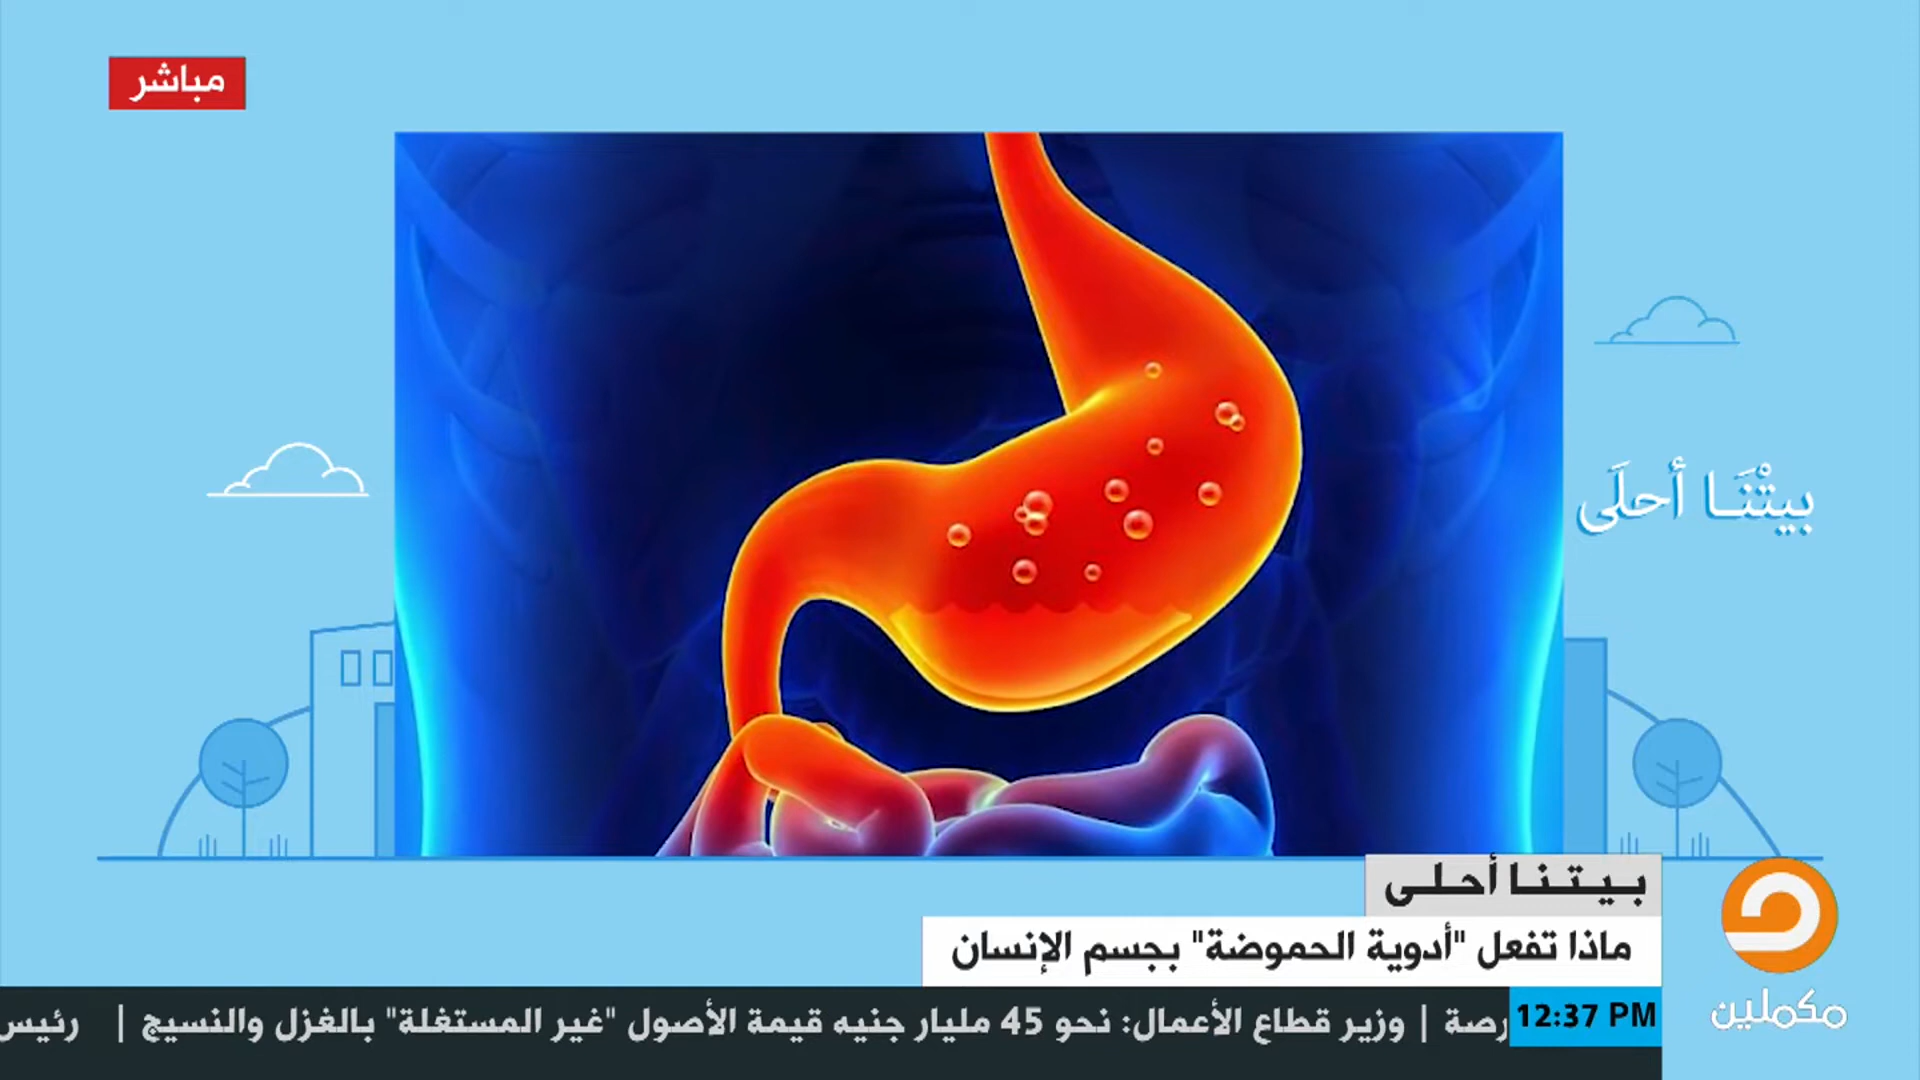 مباشر
بيتْنَا أحلَى
بيتنا أحلى
ماذا تفعل "أدوية الحموضة" بجسم الإنسان
رصة | وزير قطاع الأعمال: نحو 45 مليار جنيه قيمة الأصول "غير المستغلة" بالغزل والنسيج | رئيس
12:37 PM
مكملين